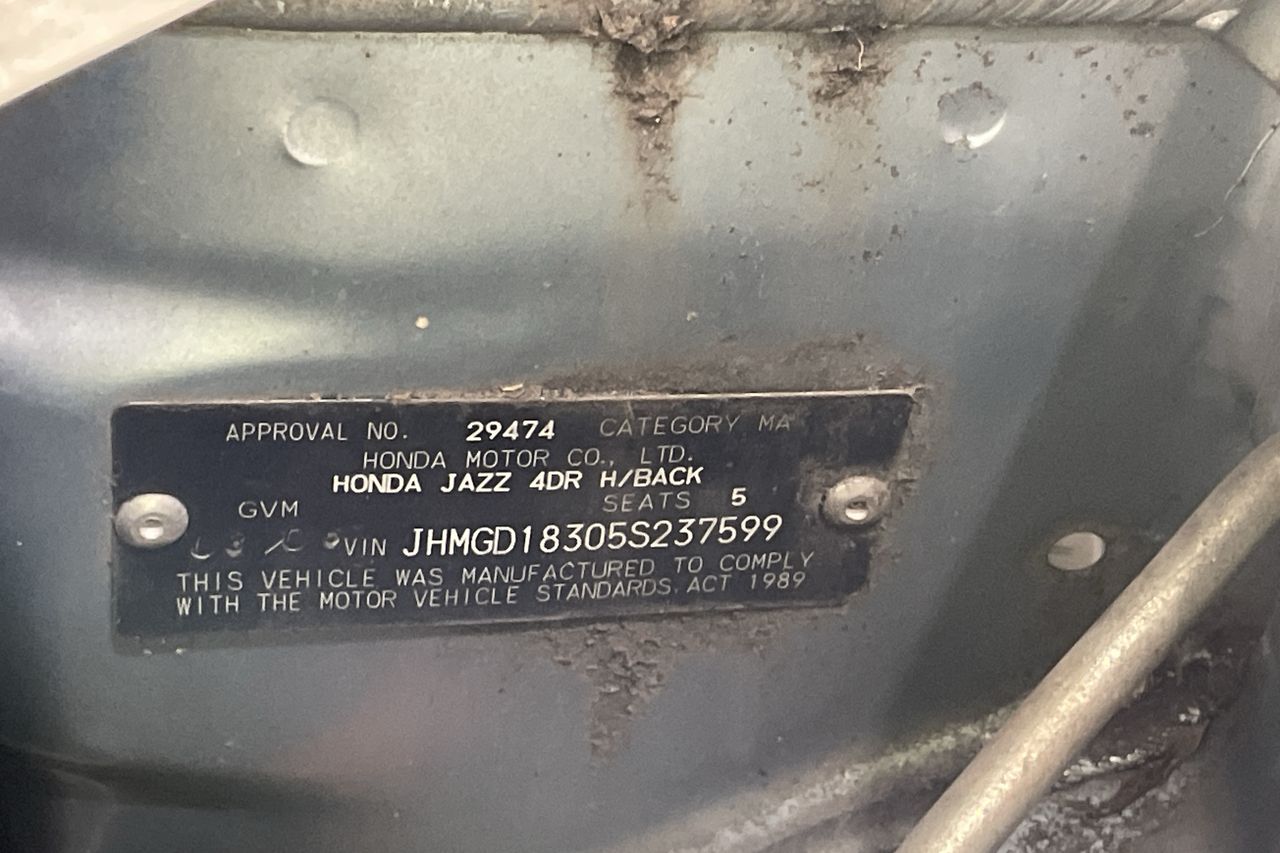 APPROVAL NO. 29474 CATEGORY MA
HONDA MOTOR CO., LTD.
HONDA JAZZ 4DR H/BACK
GVM SEATS 5
VIN JHMGD18305S237599
THIS VEHICLE WAS MANUFACTURED TO COMPLY
WITH THE MOTOR VEHICLE STANDARDS ACT 1989